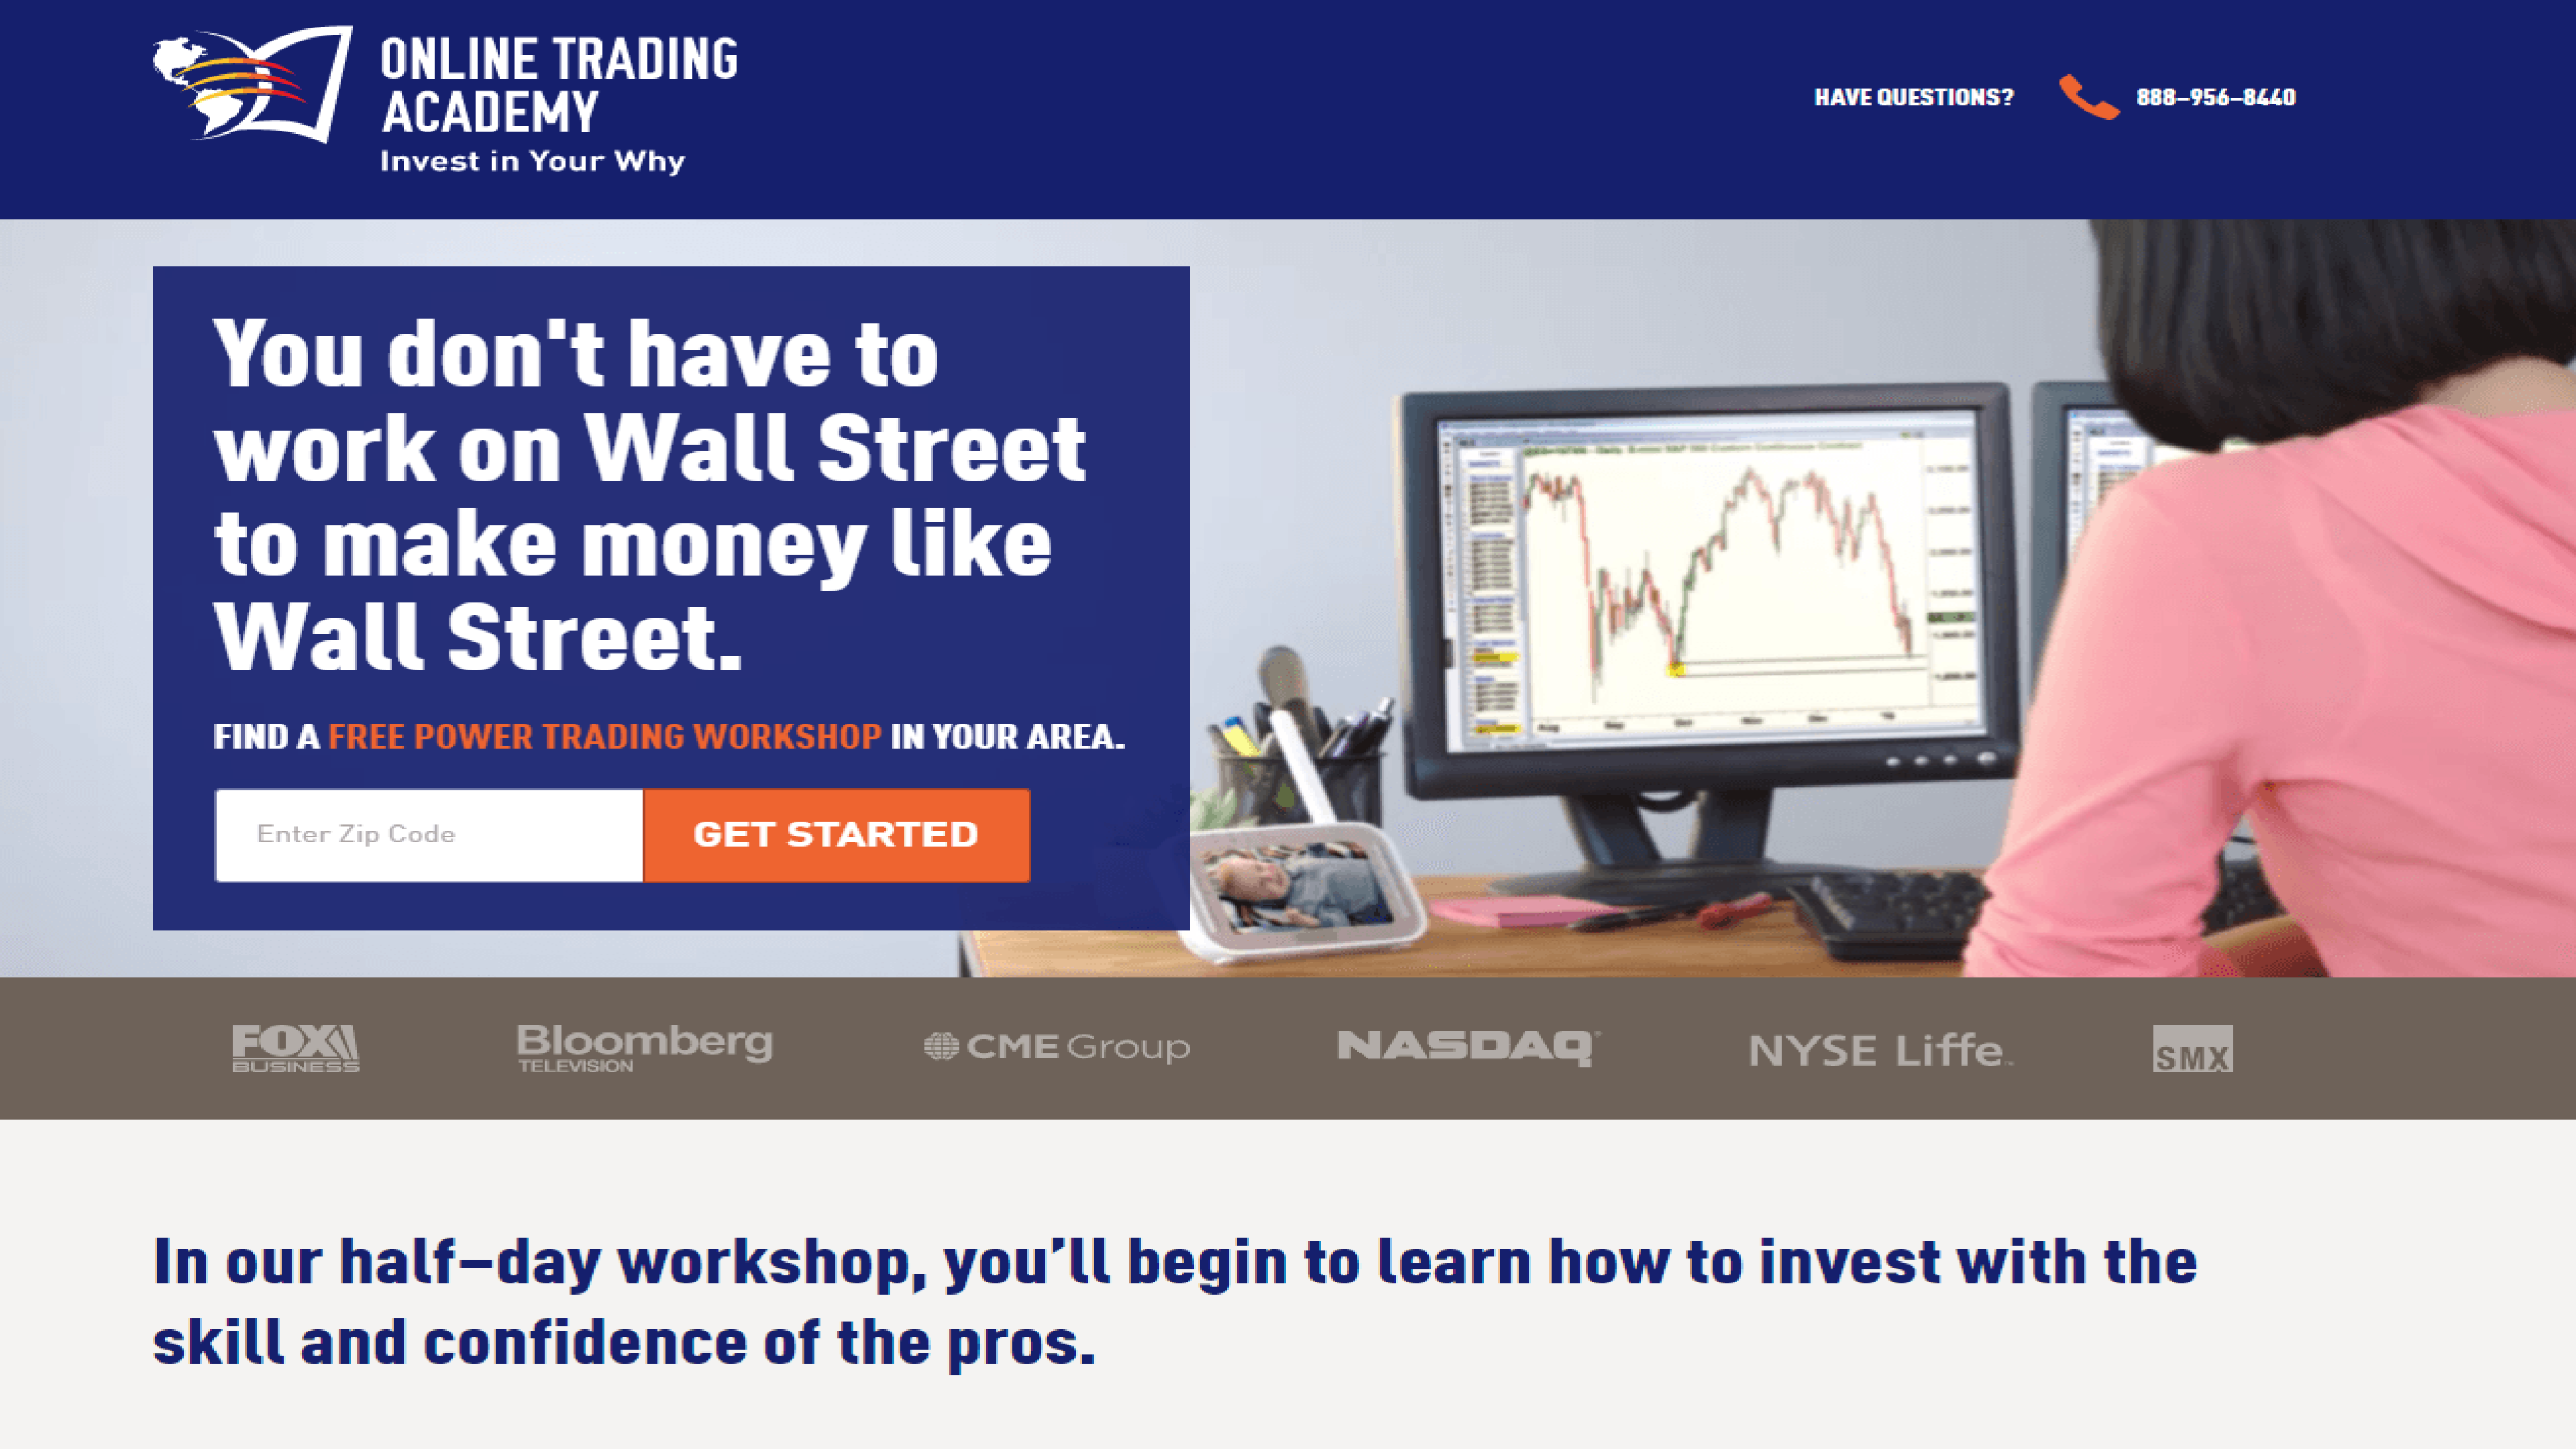 ONLINE TRADING
ACADEMY
Invest in Your Why
HAVE QUESTIONS? 888-956-8440
You don't have to
work on Wall Street
to make money like
Wall Street.
FIND A FREE POWER TRADING WORKSHOP IN YOUR AREA.
Enter Zip Code GET STARTED
FOX BUSINESS
Bloomberg TELEVISION
CME Group
NASDAQ
NYSE Liffe
SMX
In our half-day workshop, you’ll begin to learn how to invest with the
skill and confidence of the pros.